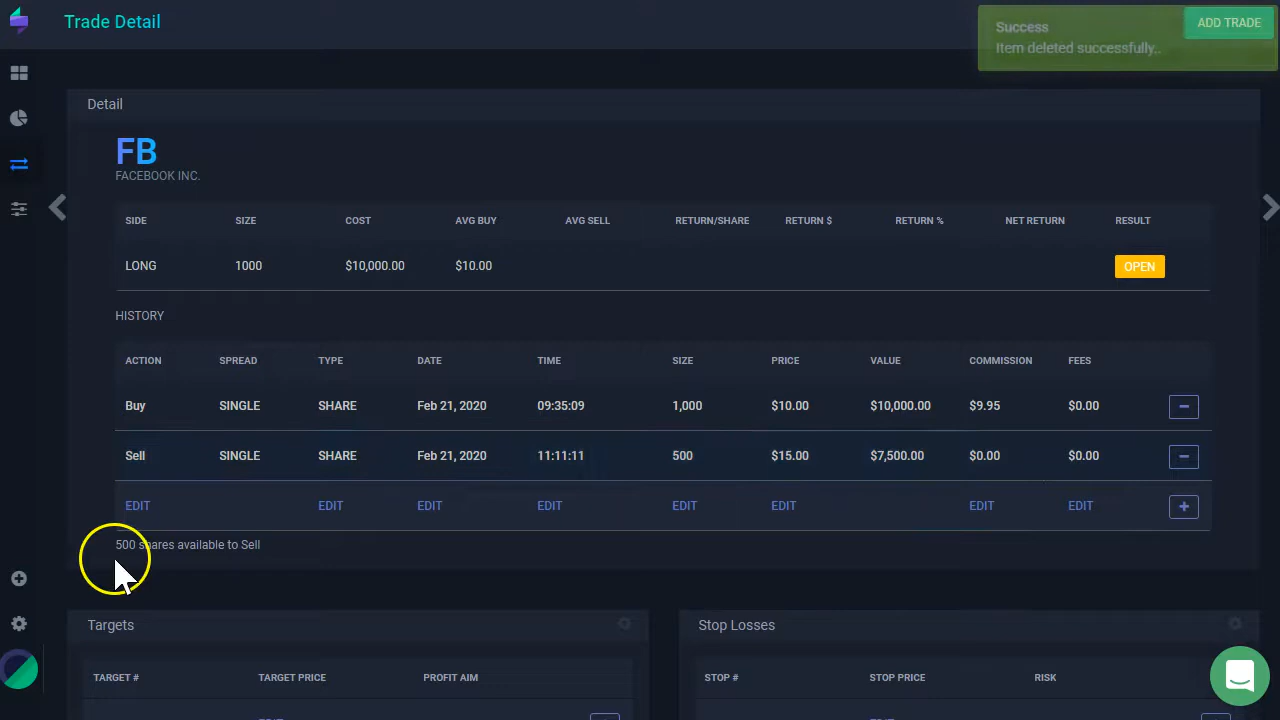 Trade Detail
Success
Item deleted successfully..
ADD TRADE
Detail
FB
FACEBOOK INC.
SIDE SIZE COST AVG BUY AVG SELL RETURN/SHARE RETURN $ RETURN % NET RETURN RESULT
LONG 1000 $10,000.00 $10.00 OPEN
HISTORY
ACTION SPREAD TYPE DATE TIME SIZE PRICE VALUE COMMISSION FEES
Buy SINGLE SHARE Feb 21, 2020 09:35:09 1,000 $10.00 $10,000.00 $9.95 $0.00
Sell SINGLE SHARE Feb 21, 2020 11:11:11 500 $15.00 $7,500.00 $0.00 $0.00
EDIT EDIT EDIT EDIT EDIT EDIT EDIT EDIT
500 shares available to Sell
Targets
Stop Losses
TARGET # TARGET PRICE PROFIT AIM
STOP # STOP PRICE RISK